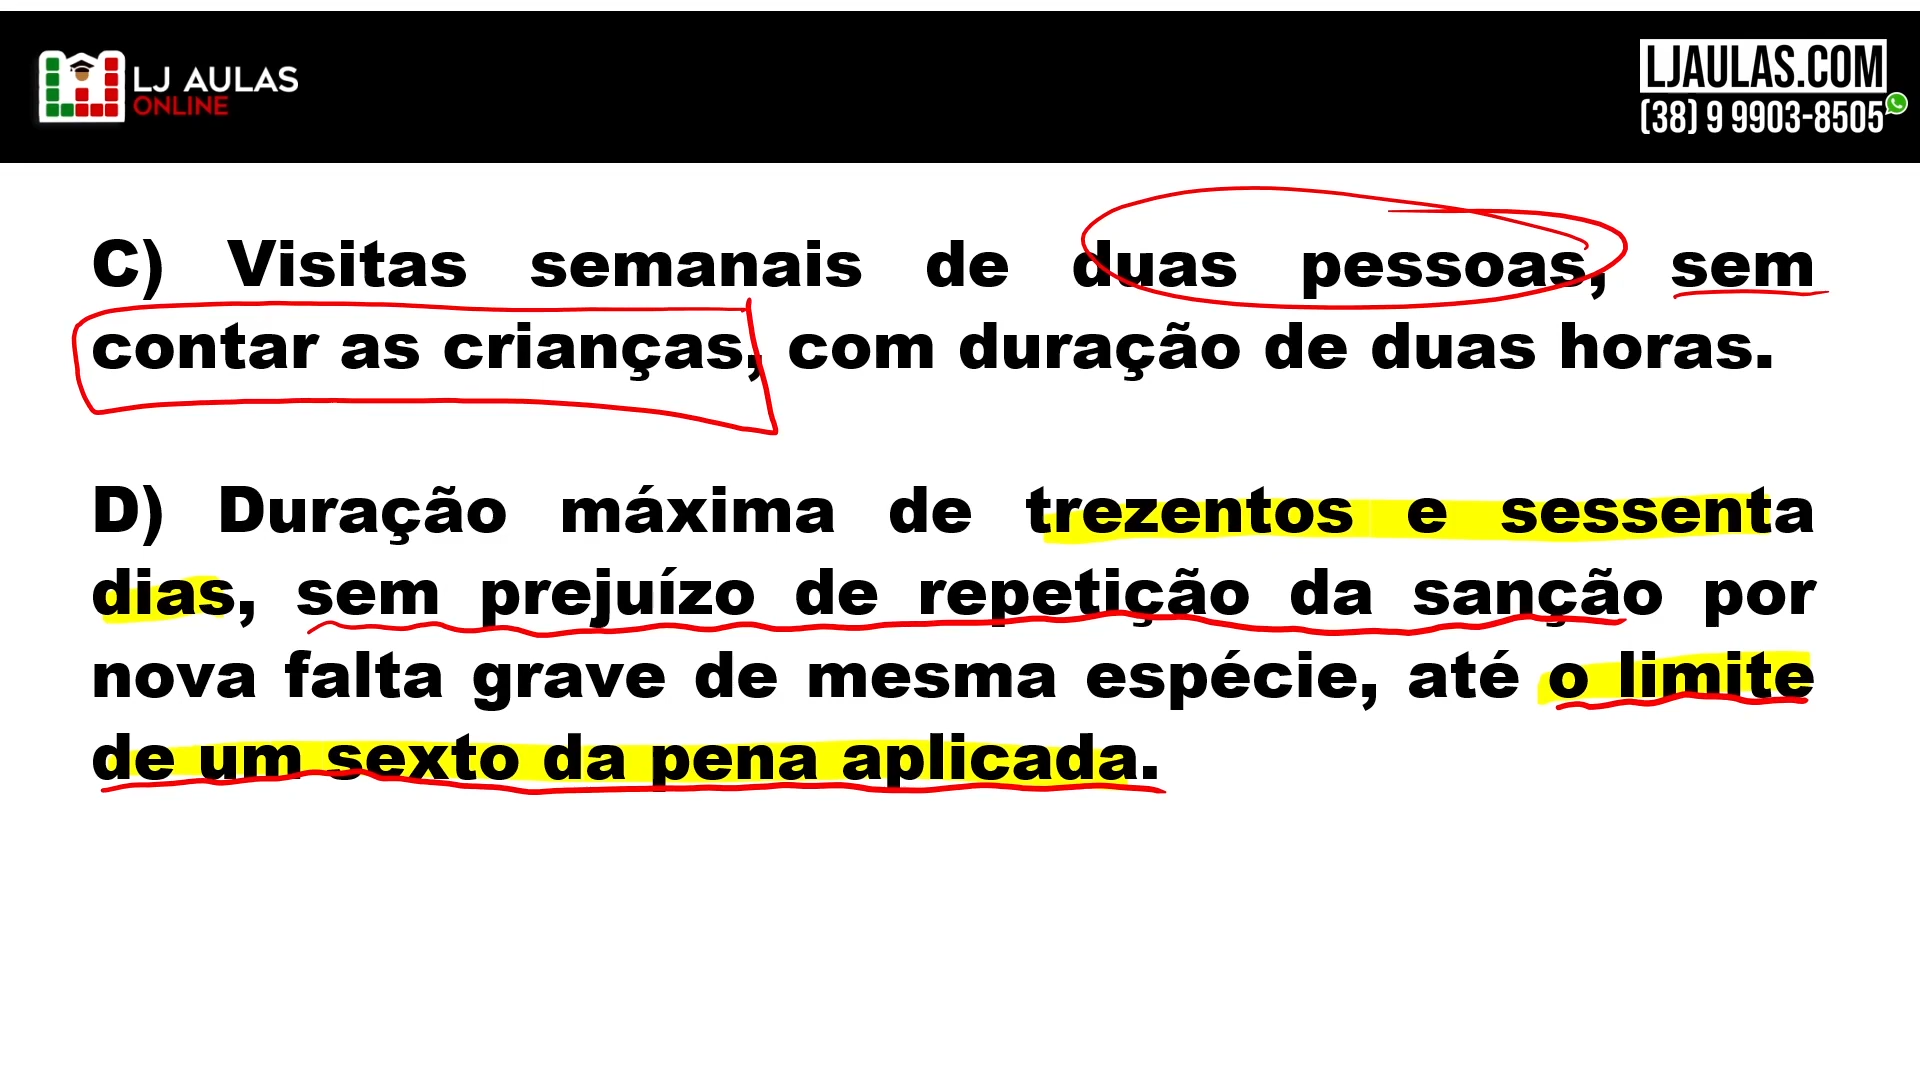 LJ AULAS
ONLINE
LJAULAS.COM
(38) 9 9903-8505
C) Visitas semanais de duas pessoas, sem
contar as crianças, com duração de duas horas.
D) Duração máxima de trezentos e sessenta
dias, sem prejuízo de repetição da sanção por
nova falta grave de mesma espécie, até o limite
de um sexto da pena aplicada.